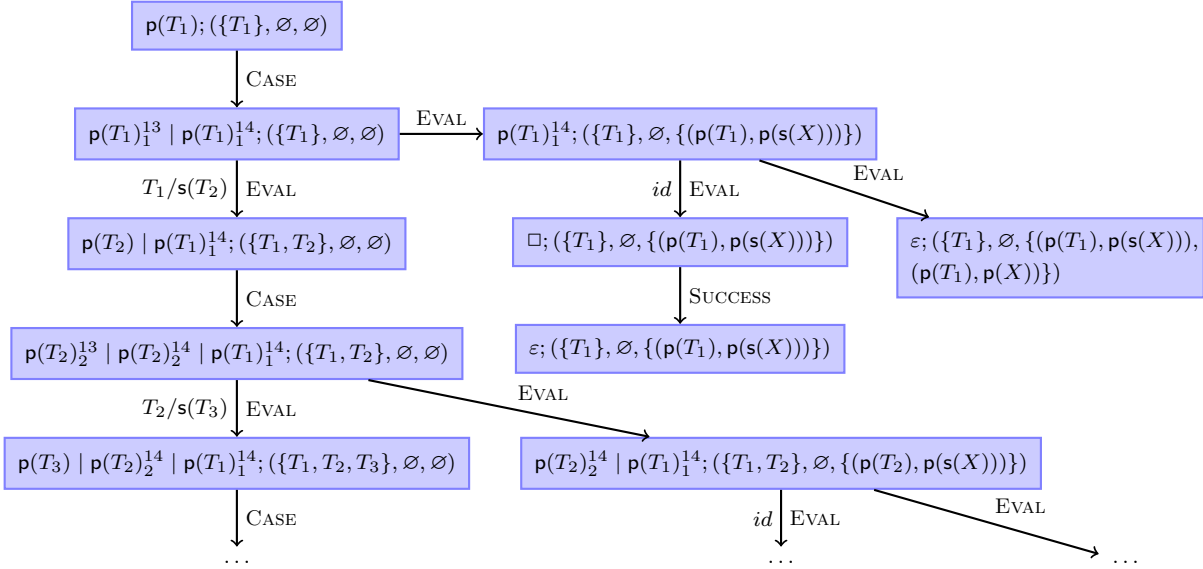 p(T₁); ({T₁}, ∅, ∅)
CASE
p(T₁)₁¹³ | p(T₁)₁¹⁴; ({T₁}, ∅, ∅)
EVAL
p(T₁)₁¹⁴; ({T₁}, ∅, {(p(T₁), p(s(X)))})
T₁/s(T₂) EVAL
id EVAL
EVAL
p(T₂) | p(T₁)₁¹⁴; ({T₁, T₂}, ∅, ∅)
□; ({T₁}, ∅, {(p(T₁), p(s(X)))})
ε; ({T₁}, ∅, {(p(T₁), p(s(X))),
(p(T₁), p(X))})
CASE
SUCCESS
p(T₂)₂¹³ | p(T₂)₂¹⁴ | p(T₁)₁¹⁴; ({T₁, T₂}, ∅, ∅)
ε; ({T₁}, ∅, {(p(T₁), p(s(X)))})
T₂/s(T₃) EVAL
EVAL
p(T₃) | p(T₂)₂¹⁴ | p(T₁)₁¹⁴; ({T₁, T₂, T₃}, ∅, ∅)
p(T₂)₂¹⁴ | p(T₁)₁¹⁴; ({T₁, T₂}, ∅, {(p(T₂), p(s(X)))})
CASE
id EVAL
EVAL
...
...
...